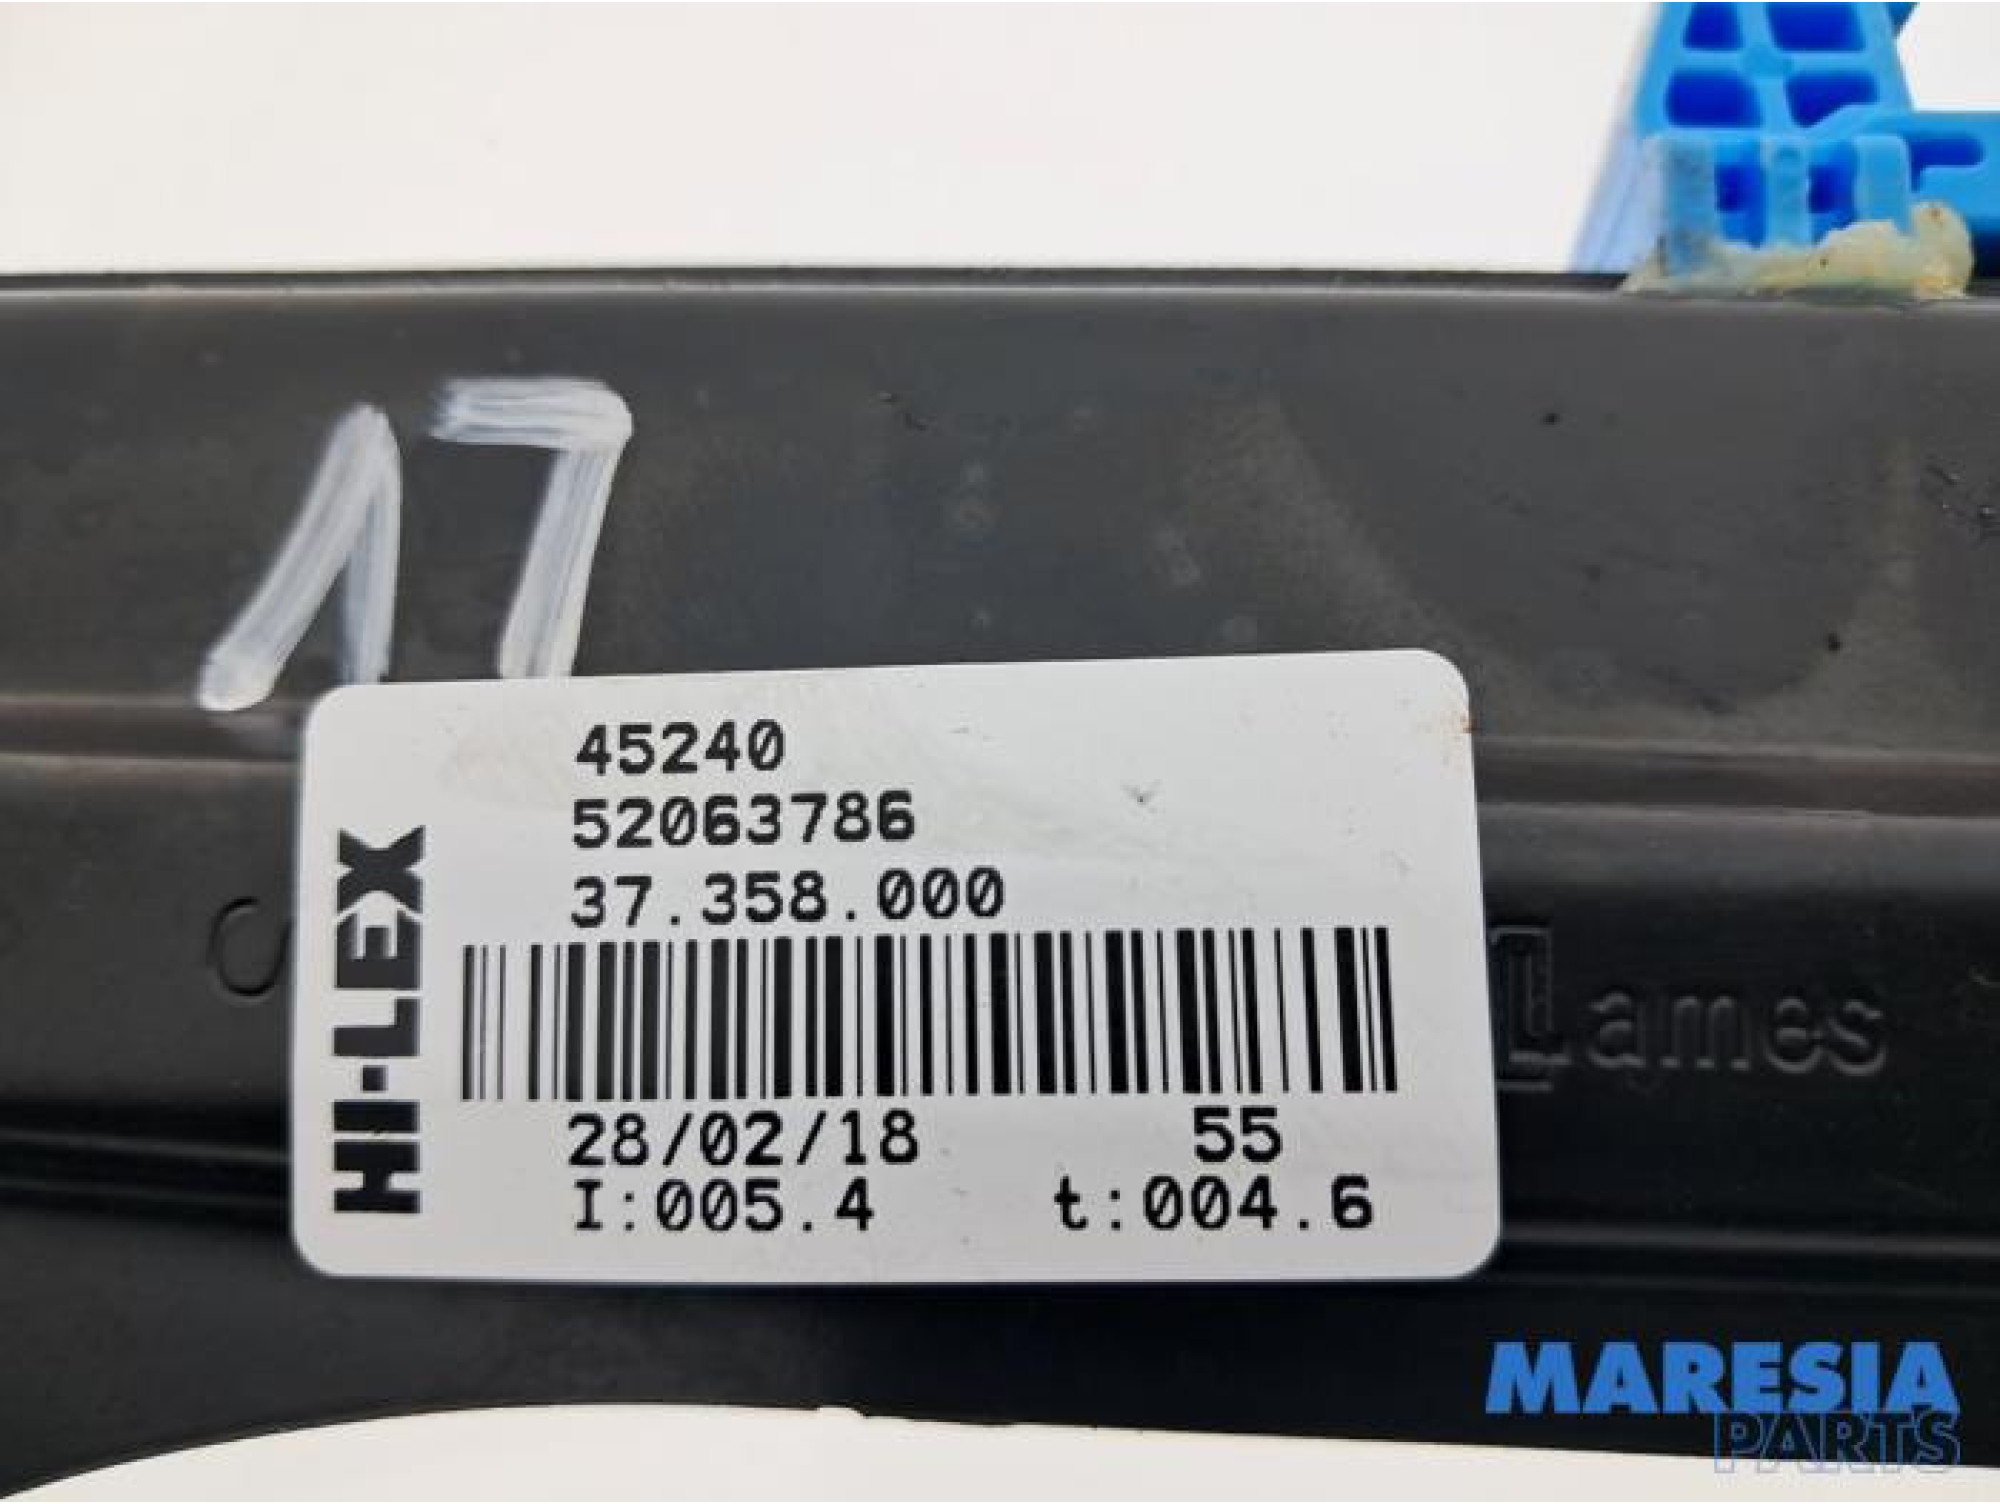 17
45240
52063786
37.358.000
HI-LEX
28/02/18 55
I:005.4 t:004.6
Lames
MARESIA
PARTS